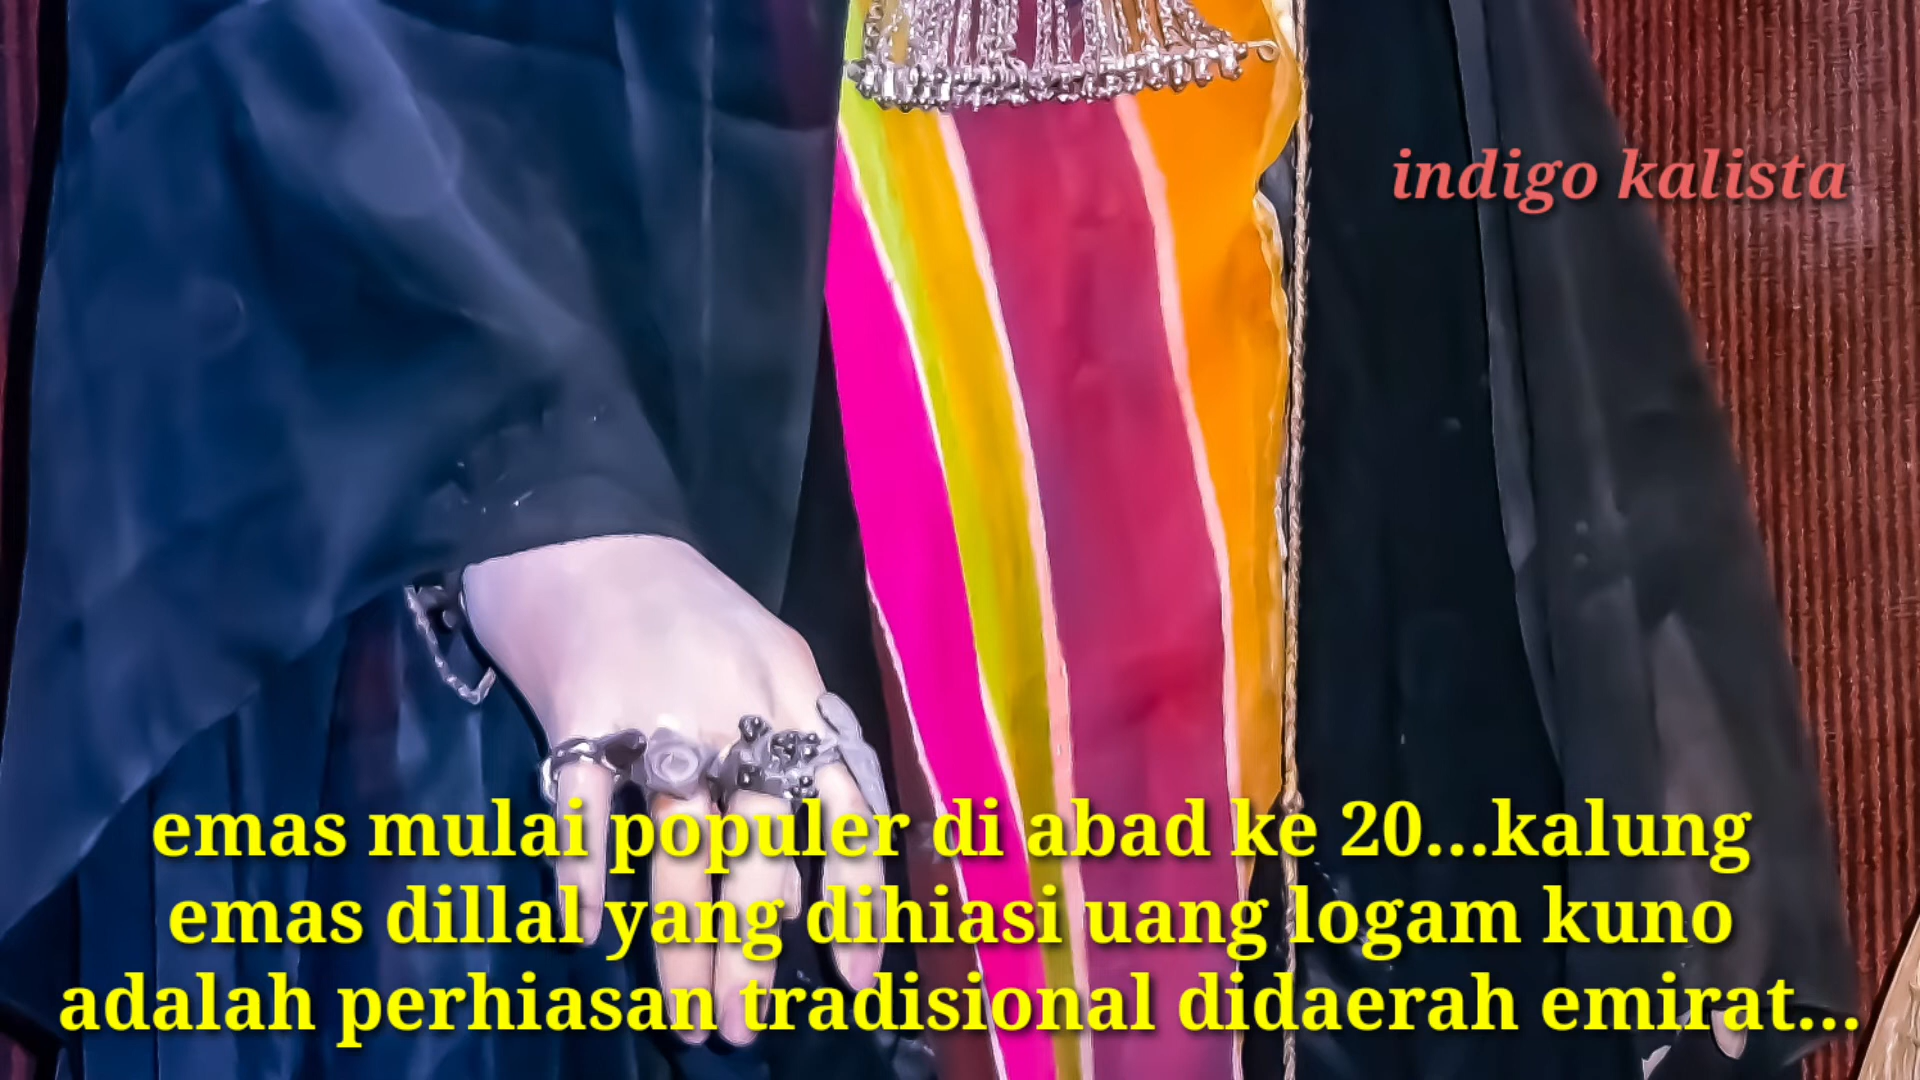 indigo kalista
emas mulai populer di abad ke 20...kalung
emas dillal yang dihiasi uang logam kuno
adalah perhiasan tradisional didaerah emirat...